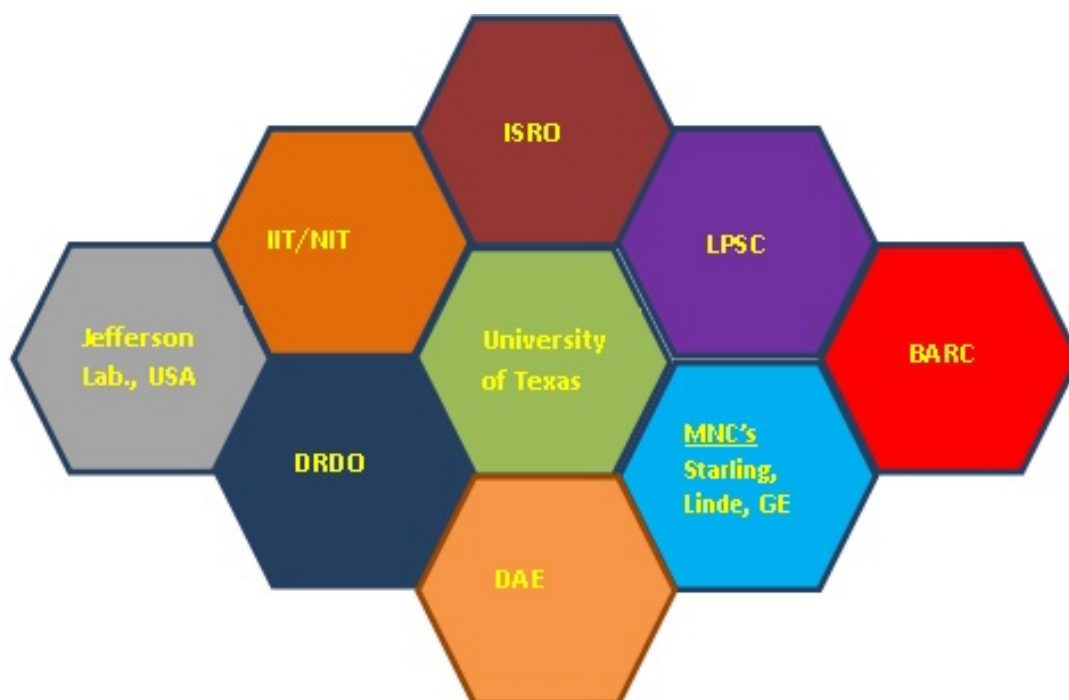 ISRO
IIT/NIT
LPSC
Jefferson
Lab., USA
University
of Texas
BARC
DRDO
MNC's
Starling,
Linde, GE
DAE